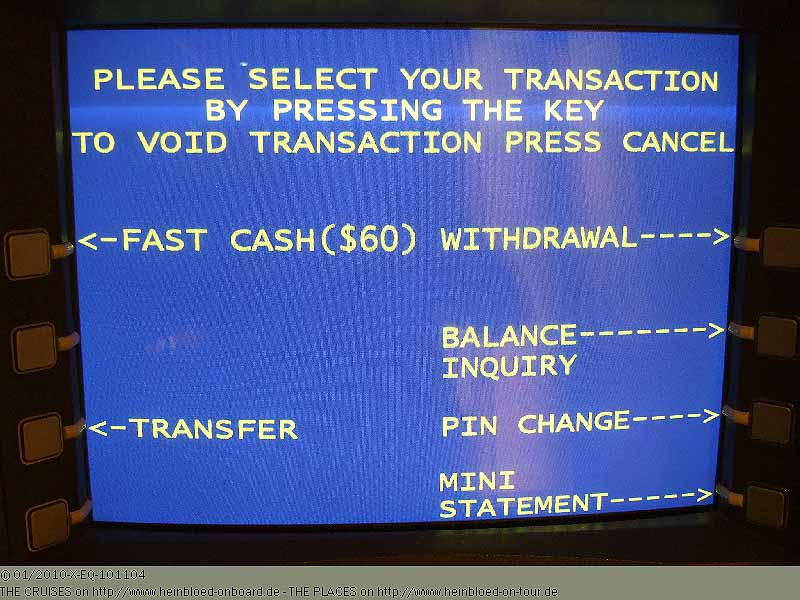 PLEASE SELECT YOUR TRANSACTION
BY PRESSING THE KEY
TO VOID TRANSACTION PRESS CANCEL
<-FAST CASH($60) WITHDRAWAL---->
BALANCE------->
INQUIRY
<-TRANSFER PIN CHANGE---->
MINI
STATEMENT----->
©01/2010-X-EQ-101104
THE CRUISES on http://www.heinbloed-onboard.de - THE PLACES on http://www.heinbloed-on-tour.de